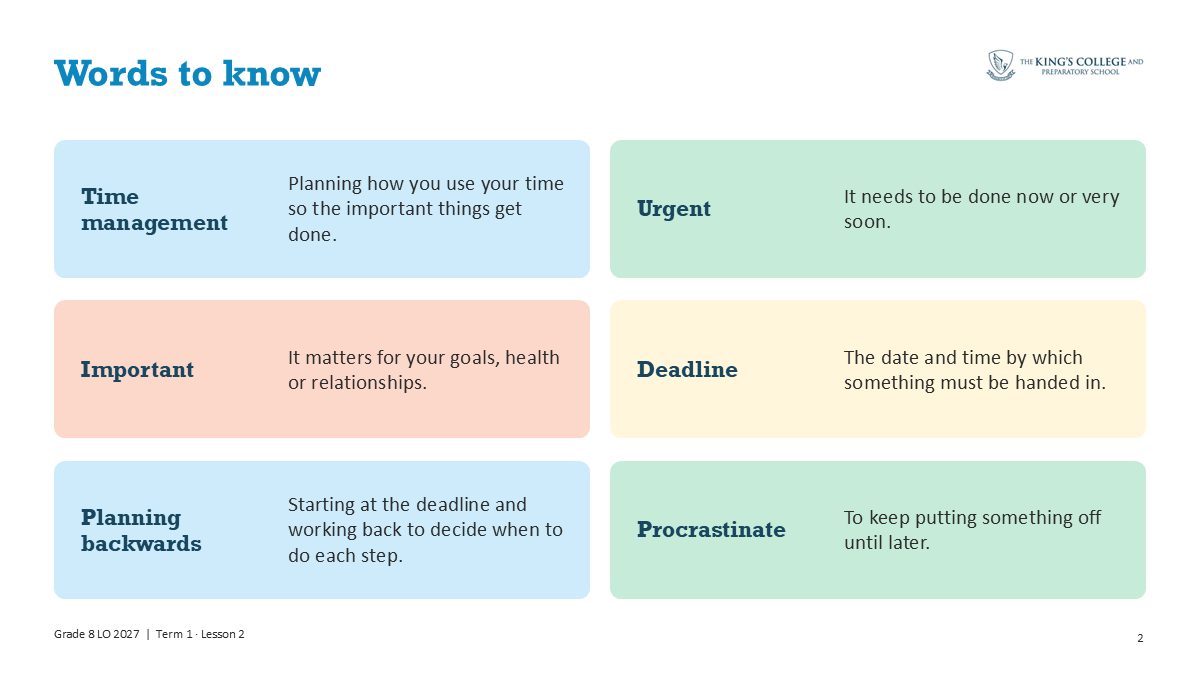 Words to know
THE KING'S COLLEGE AND
PREPARATORY SCHOOL
Time
management
Planning how you use your time
so the important things get
done.
Urgent
It needs to be done now or very
soon.
Important
It matters for your goals, health
or relationships.
Deadline
The date and time by which
something must be handed in.
Planning
backwards
Starting at the deadline and
working back to decide when to
do each step.
Procrastinate
To keep putting something off
until later.
Grade 8 LO 2027 | Term 1 · Lesson 2
2